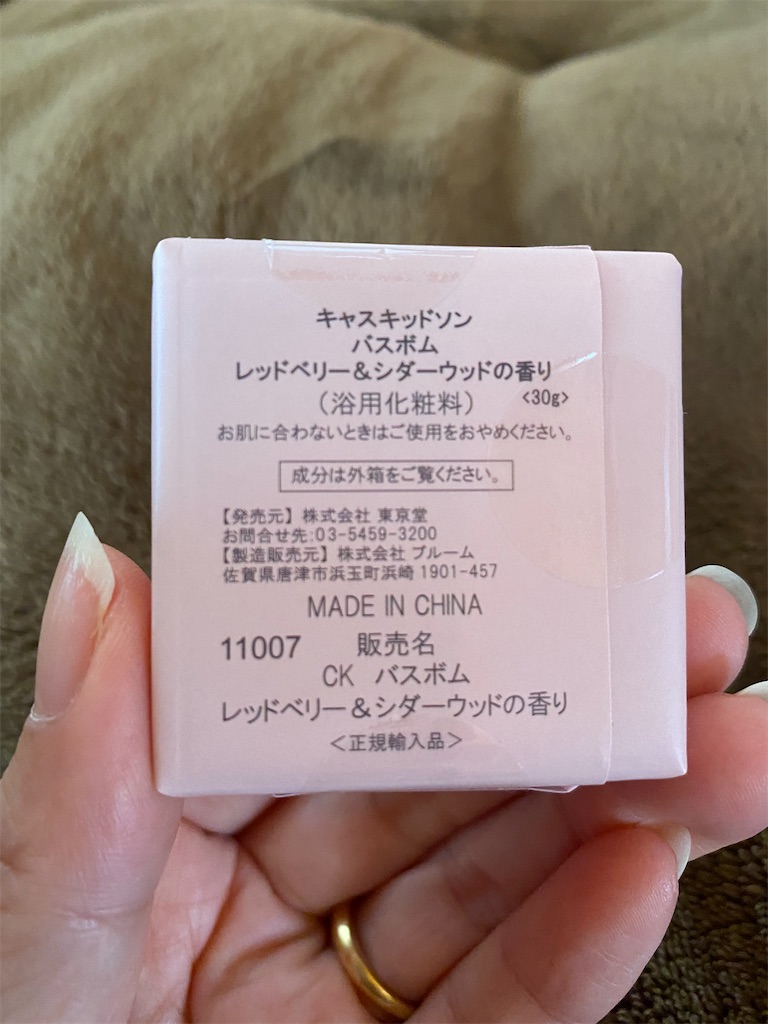 キャスキッドソン
バスボム
レッドベリー&シダーウッドの香り
(浴用化粧料) <30g>
お肌に合わないときはご使用をおやめください。
成分は外箱をご覧ください。
【発売元】株式会社 東京堂
お問合せ先:03-5459-3200
【製造販売元】株式会社 ブルーム
佐賀県唐津市浜玉町浜崎 1901-457
MADE IN CHINA
11007 販売名
CK バスボム
レッドベリー&シダーウッドの香り
<正規輸入品>